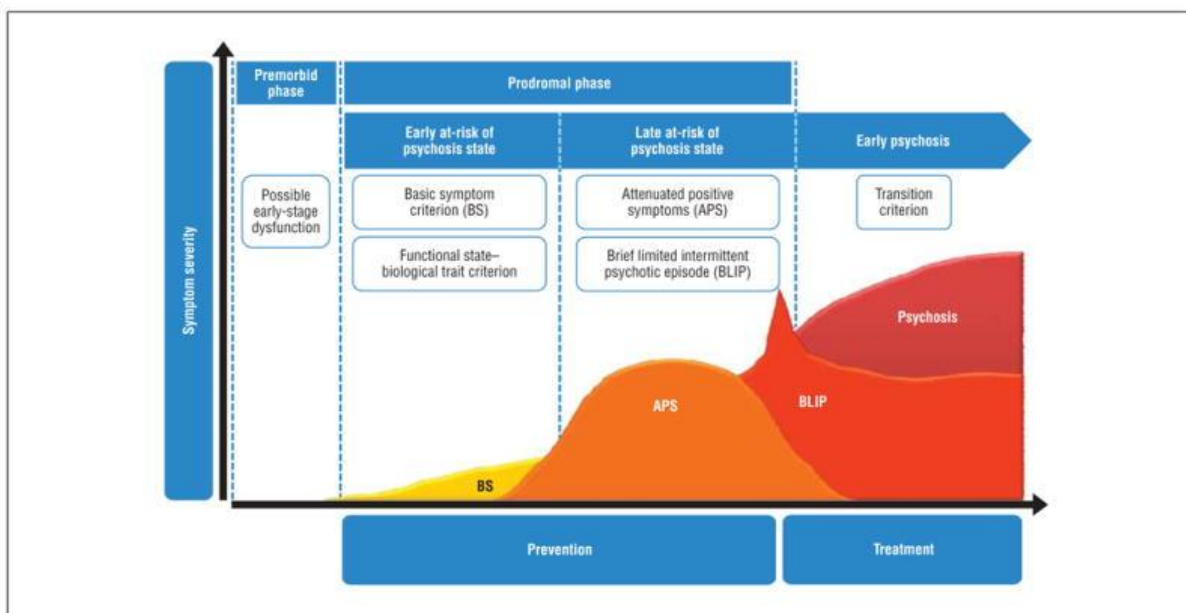 Symptom severity
Premorbid
phase
Prodromal phase
Early at-risk of
psychosis state
Late at-risk of
psychosis state
Early psychosis
Possible
early-stage
dysfunction
Basic symptom
criterion (BS)
Attenuated positive
symptoms (APS)
Transition
criterion
Functional state–
biological trait criterion
Brief limited intermittent
psychotic episode (BLIP)
Psychosis
APS
BLIP
BS
Prevention
Treatment